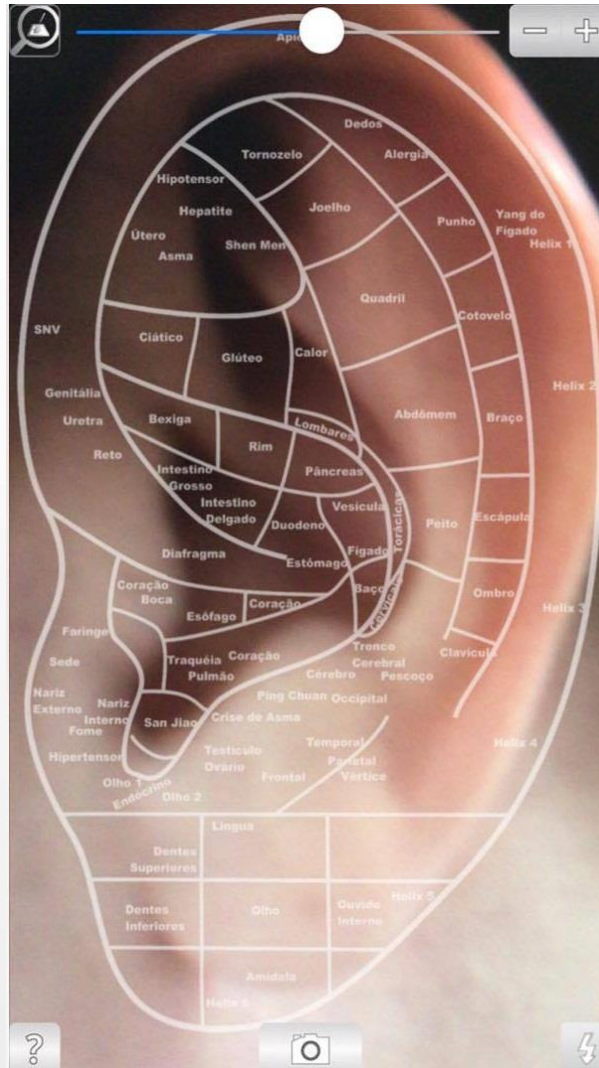 Dedos
Tornozelo
Alergia
Hipotensor
Hepatite
Joelho
Útero
Shen Men
Asma
Punho
Yang do
Fígado
Helix 1
Quadril
SNV
Ciático
Cotovelo
Glúteo
Calor
Helix 2
Genitália
Uretra
Bexiga
Abdômem
Braço
Lombares
Reto
Rim
Intestino
Grosso
Pâncreas
Intestino
Delgado
Vesícula
Duodeno
Torácicas
Peito
Escápula
Diafragma
Fígado
Estômago
Coração
Boca
Baço
Cervicais
Ombro
Helix 3
Esôfago
Coração
Faringe
Sede
Traquéia
Pulmão
Coração
Tronco
Cerebral
Clavícula
Cérebro
Pescoço
Nariz
Externo
Nariz
Interno
Fome
Ping Chuan
Occipital
San Jiao
Crise de Asma
Hipertensor
Testículo
Ovário
Temporal
Helix 4
Parietal
Vértice
Frontal
Olho 1
Endócrino
Olho 2
Língua
Dentes
Superiores
Helix 5
Dentes
Inferiores
Olho
Ouvido
Interno
Amídala
Helix 6
?